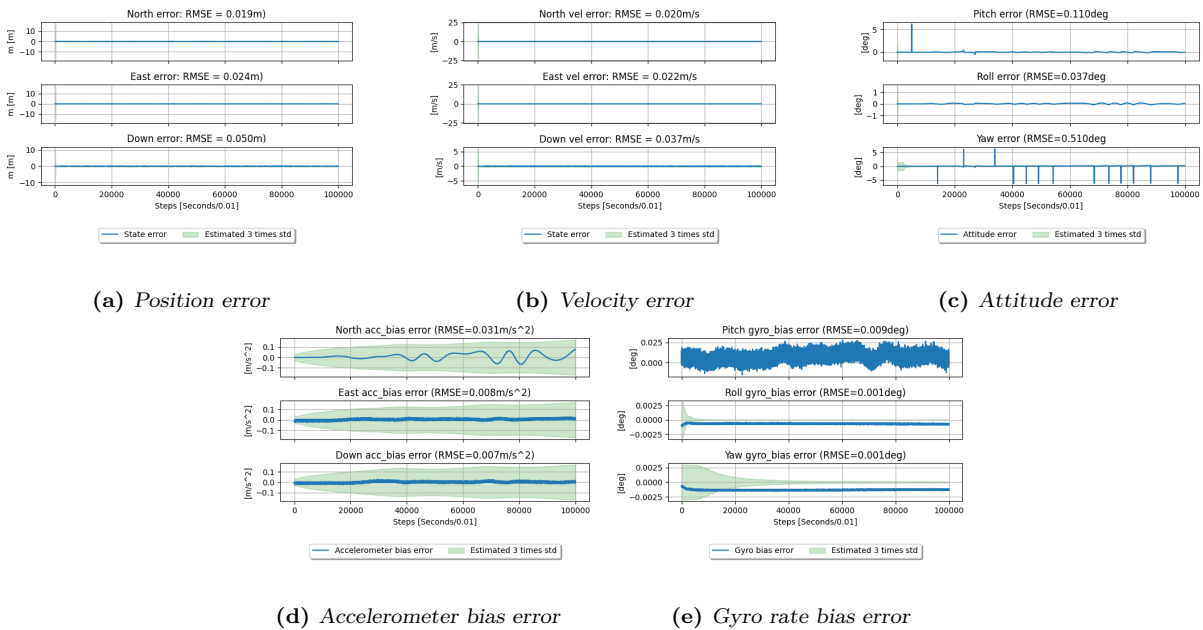 North error: RMSE = 0.019m)
m [m]
10
0
−10
East error: RMSE = 0.024m)
m [m]
10
0
−10
Down error: RMSE = 0.050m)
m [m]
10
0
−10
0 20000 40000 60000 80000 100000
Steps [Seconds/0.01]
State error Estimated 3 times std
(a) Position error
North vel error: RMSE = 0.020m/s
[m/s]
25
0
−25
East vel error: RMSE = 0.022m/s
[m/s]
25
0
−25
Down vel error: RMSE = 0.037m/s
[m/s]
5
0
−5
0 20000 40000 60000 80000 100000
Steps [Seconds/0.01]
State error Estimated 3 times std
(b) Velocity error
Pitch error (RMSE=0.110deg
[deg]
5
0
Roll error (RMSE=0.037deg
[deg]
1
0
−1
Yaw error (RMSE=0.510deg
[deg]
5
0
−5
0 20000 40000 60000 80000 100000
Steps [Seconds/0.01]
Attitude error Estimated 3 times std
(c) Attitude error
North acc_bias error (RMSE=0.031m/s^2)
[m/s^2]
0.1
0.0
−0.1
East acc_bias error (RMSE=0.008m/s^2)
[m/s^2]
0.1
0.0
−0.1
Down acc_bias error (RMSE=0.007m/s^2)
[m/s^2]
0.1
0.0
−0.1
0 20000 40000 60000 80000 100000
Steps [Seconds/0.01]
Accelerometer bias error Estimated 3 times std
(d) Accelerometer bias error
Pitch gyro_bias error (RMSE=0.009deg)
[deg]
0.025
0.000
Roll gyro_bias error (RMSE=0.001deg)
[deg]
0.0025
0.0000
−0.0025
Yaw gyro_bias error (RMSE=0.001deg)
[deg]
0.0025
0.0000
−0.0025
0 20000 40000 60000 80000 100000
Steps [Seconds/0.01]
Gyro bias error Estimated 3 times std
(e) Gyro rate bias error